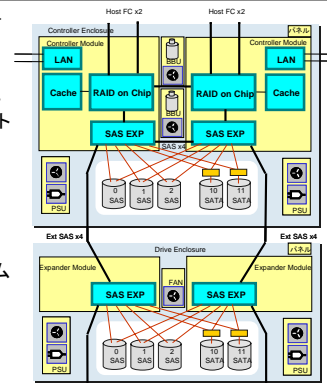 Host FC x2 Host FC x2
Controller Enclosure パネル
Controller Module Controller Module
BBU
LAN LAN
Cache RAID on Chip RAID on Chip Cache
BBU
ト
SAS EXP SAS EXP
SAS x4
0 1 2 10 11
SAS SAS SAS SATA SATA
PSU PSU
Ext SAS x4 Ext SAS x4
Drive Enclosure パネル
ム
Expander Module Expander Module
FAN
SAS EXP SAS EXP
0 1 2 10 11
SAS SAS SAS SATA SATA
PSU PSU